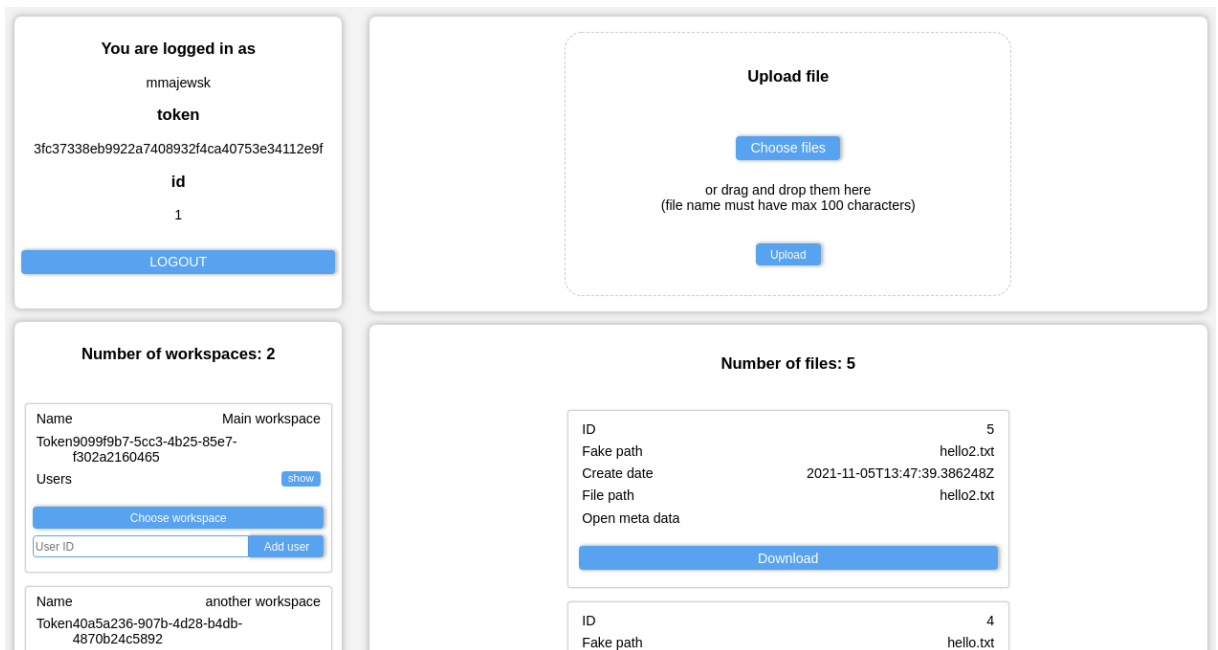 You are logged in as
mmajewsk
token
3fc37338eb9922a7408932f4ca40753e34112e9f
id
1
LOGOUT
Number of workspaces: 2
Name Main workspace
Token9099f9b7-5cc3-4b25-85e7-
f302a2160465
Users show
Choose workspace
User ID Add user
Name another workspace
Token40a5a236-907b-4d28-b4db-
4870b24c5892
Upload file
Choose files
or drag and drop them here
(file name must have max 100 characters)
Upload
Number of files: 5
ID 5
Fake path hello2.txt
Create date 2021-11-05T13:47:39.386248Z
File path hello2.txt
Open meta data
Download
ID 4
Fake path hello.txt